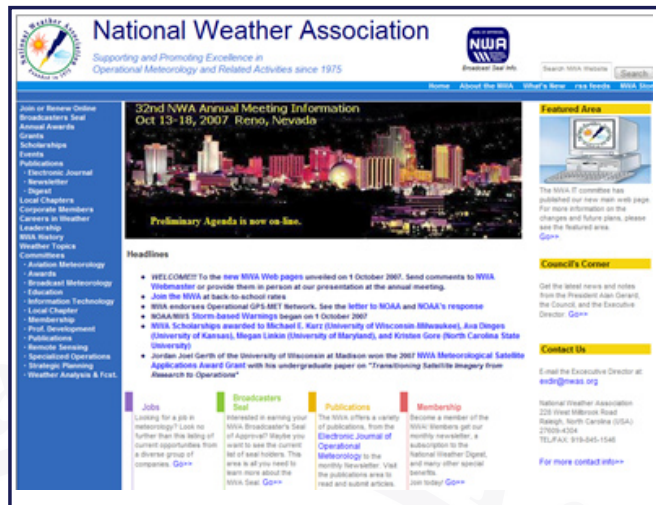 National Weather Association
Founded in 1975
National Weather Association
Supporting and Promoting Excellence in
Operational Meteorology and Related Activities since 1975
NWA
Broadcast Seal Info
Search NWA Website
Search
Home About the NWA What's New rss feeds NWA Store
Join or Renew Online
Broadcasters Seal
Annual Awards
Grants
Scholarships
Events
Publications
- Electronic Journal
- Newsletter
- Digest
Local Chapters
Corporate Members
Careers in Weather
Leadership
NWA History
Weather Topics
Committees
- Aviation Meteorology
- Awards
- Broadcast Meteorology
- Education
- Information Technology
- Local Chapter
- Membership
- Prof. Development
- Publications
- Remote Sensing
- Specialized Operations
- Strategic Planning
- Weather Analysis & Fcst.
32nd NWA Annual Meeting Information
Oct 13-18, 2007 Reno, Nevada
Preliminary Agenda is now on-line.
Headlines
WELCOME!!! To the new NWA Web pages unveiled on 1 October 2007. Send comments to NWA
Webmaster or provide them in person at our presentation at the annual meeting.
Join the NWA at back-to-school rates
NWA endorses Operational GPS-MET Network. See the letter to NOAA and NOAA's response
NOAA/NWS Storm-based Warnings began on 1 October 2007
NWA Scholarships awarded to Michael E. Kurz (University of Wisconsin-Milwaukee), Ava Dinges
(University of Kansas), Megan Linkin (University of Maryland), and Kristen Gore (North Carolina State
University)
Jordan Joel Gerth of the University of Wisconsin at Madison won the 2007 NWA Meteorological Satellite
Applications Award Grant with his undergraduate paper on "Transitioning Satellite Imagery from
Research to Operations"
Jobs
Looking for a job in
meteorology? Look no
further than this listing of
current opportunities from
a diverse group of
companies. Go>>
Broadcasters
Seal
Interested in earning your
NWA Broadcaster's Seal
of Approval? Maybe you
want to see the current
list of seal holders. This
area is all you need to
learn more about the
NWA Seal. Go>>
Publications
The NWA offers a variety
of publications, from the
Electronic Journal of
Operational
Meteorology to the
monthly Newsletter. Visit
the publications area to
read and submit articles.
Membership
Become a member of the
NWA! Members get our
monthly newsletter, a
subscription to the
National Weather Digest,
and many other special
benefits.
Join today! Go>>
Featured Area
The NWA IT committee has
published our new main web page.
For more information on the
changes and future plans, please
see the featured area.
Go>>
Council's Corner
Get the latest news and notes
from the President Alan Gerard,
the Council, and the Executive
Director. Go>>
Contact Us
E-mail the Excecutive Director at:
exdir@nwas.org
National Weather Association
228 West Millbrook Road
Raleigh, North Carolina (USA)
27609-4304
TEL/FAX: 919-845-1546
For more contact info>>